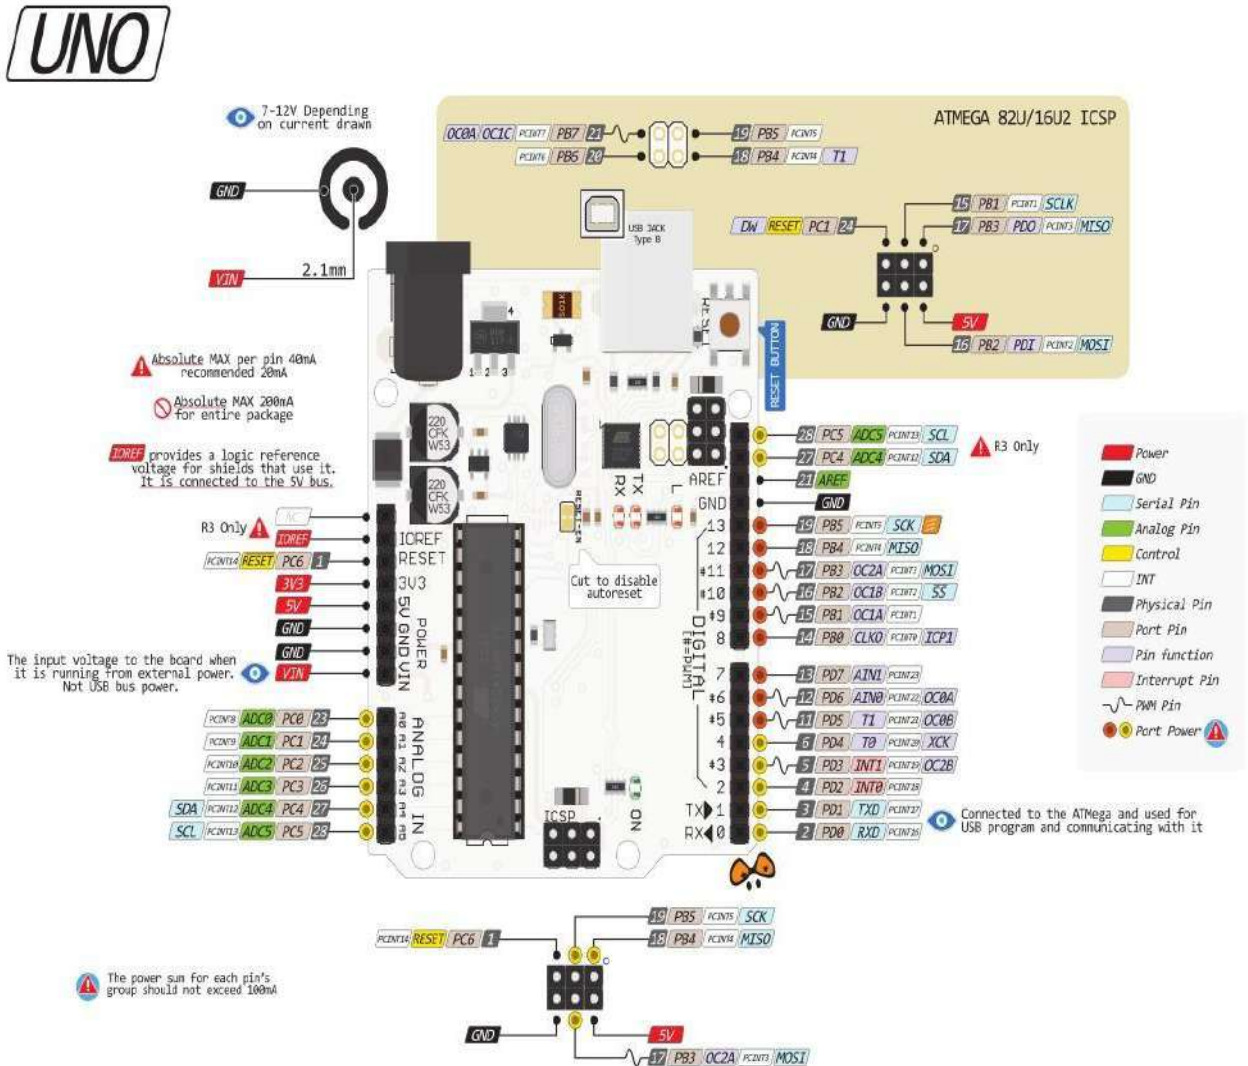 UNO
7-12V Depending
on current drawn
GND
VIN
2.1mm
ATMEGA 82U/16U2 ICSP
OC0A OC1C PCINT7 PB7 21
19 PB5 PCINT5
PCINT6 PB6 20
18 PB4 PCINT4 T1
USB JACK
Type B
15 PB1 PCINT1 SCLK
17 PB3 PDO PCINT3 MISO
DW RESET PC1 24
GND
5V
16 PB2 PDI PCINT2 MOSI
Absolute MAX per pin 40mA
recommended 20mA
Absolute MAX 200mA
for entire package
IOREF provides a logic reference
voltage for shields that use it.
It is connected to the 5V bus.
4
1 2 3
220
CFK
W53
220
CFK
W53
RESET
RESET BUTTON
RESET-EN
TX
RX
L
Cut to disable
autoreset
NC
R3 Only
IOREF
IOREF
PCINT14 RESET PC6 1
RESET
3V3
3V3
5V
5V
GND
GND
GND
VIN
VIN
POWER
The input voltage to the board when
it is running from external power.
Not USB bus power.
PCINT8 ADC0 PC0 23
A0
PCINT9 ADC1 PC1 24
A1
PCINT10 ADC2 PC2 25
A2
PCINT11 ADC3 PC3 26
A3
SDA PCINT12 ADC4 PC4 27
A4
SCL PCINT13 ADC5 PC5 28
A5
ANALOG IN
28 PC5 ADC5 PCINT13 SCL
27 PC4 ADC4 PCINT12 SDA
R3 Only
AREF
21 AREF
GND
GND
13
19 PB5 PCINT5 SCK
12
18 PB4 PCINT4 MISO
#11
17 PB3 OC2A PCINT3 MOSI
#10
16 PB2 OC1B PCINT2 SS
#9
15 PB1 OC1A PCINT1
8
14 PB0 CLKO PCINT0 ICP1
DIGITAL
[#=PWM]
7
13 PD7 AIN1 PCINT23
#6
12 PD6 AIN0 PCINT22 OC0A
#5
11 PD5 T1 PCINT21 OC0B
4
6 PD4 T0 PCINT20 XCK
#3
5 PD3 INT1 PCINT19 OC2B
2
4 PD2 INT0 PCINT18
TX 1
3 PD1 TXD PCINT17
RX 0
2 PD0 RXD PCINT16
Connected to the ATMega and used for
USB program and communicating with it
ICSP
ON
Power
GND
Serial Pin
Analog Pin
Control
INT
Physical Pin
Port Pin
Pin function
Interrupt Pin
PWM Pin
Port Power
19 PB5 PCINT5 SCK
PCINT14 RESET PC6 1
18 PB4 PCINT4 MISO
The power sum for each pin's
group should not exceed 100mA
GND
5V
17 PB3 OC2A PCINT3 MOSI